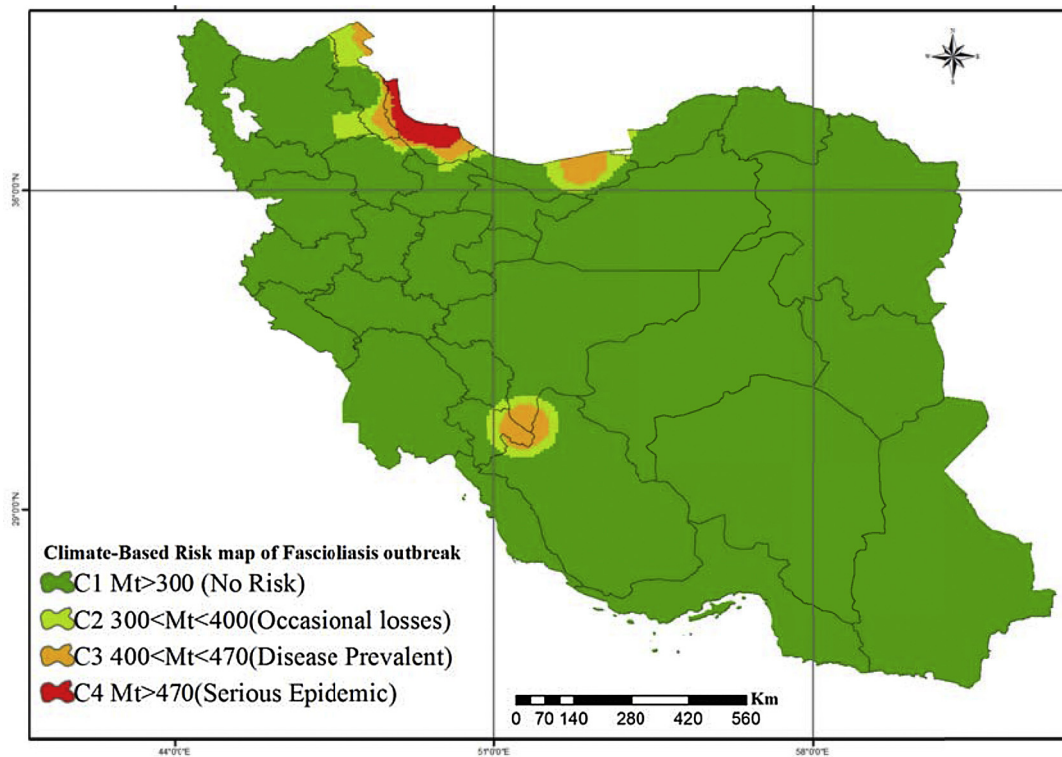 N
W
E
S
36°0'0"N
29°0'0"N
Climate-Based Risk map of Fascioliasis outbreak
C1 Mt>300 (No Risk)
C2 300<Mt<400(Occasional losses)
C3 400<Mt<470(Disease Prevalent)
C4 Mt>470(Serious Epidemic)
Km
0 70 140 280 420 560
44°0'0"E 51°0'0"E 58°0'0"E